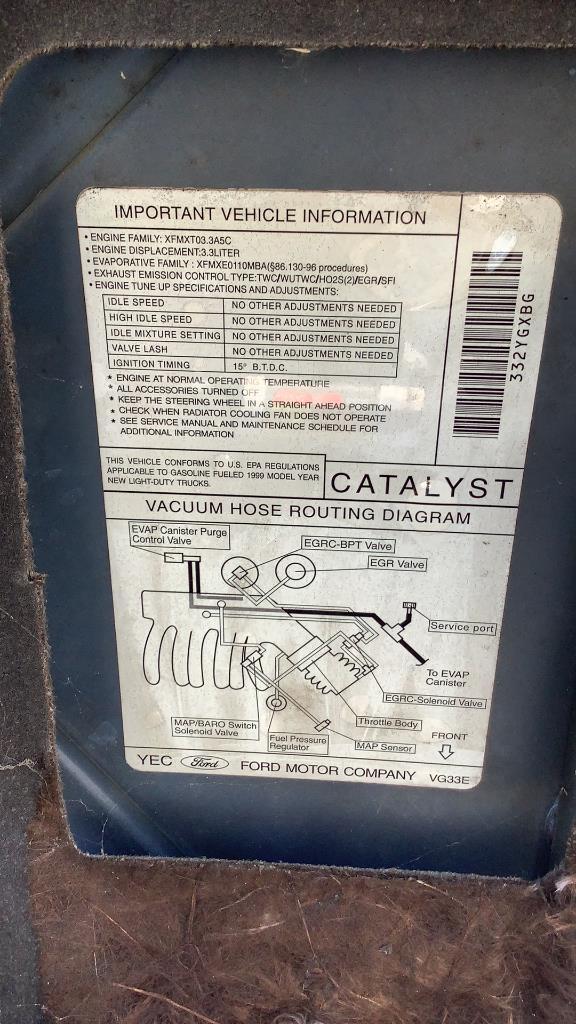 IMPORTANT VEHICLE INFORMATION
• ENGINE FAMILY: XFMXT03.3A5C
• ENGINE DISPLACEMENT:3.3LITER
• EVAPORATIVE FAMILY : XFMXE0110MBA(§86.130-96 procedures)
• EXHAUST EMISSION CONTROL TYPE:TWC/WUTWC/HO2S(2)/EGR/SFI
• ENGINE TUNE UP SPECIFICATIONS AND ADJUSTMENTS:
IDLE SPEED NO OTHER ADJUSTMENTS NEEDED
HIGH IDLE SPEED NO OTHER ADJUSTMENTS NEEDED
IDLE MIXTURE SETTING NO OTHER ADJUSTMENTS NEEDED
VALVE LASH NO OTHER ADJUSTMENTS NEEDED
IGNITION TIMING 15° B.T.D.C.
* ENGINE AT NORMAL OPERATING TEMPERATURE
* ALL ACCESSORIES TURNED OFF
* KEEP THE STEERING WHEEL IN A STRAIGHT AHEAD POSITION
* CHECK WHEN RADIATOR COOLING FAN DOES NOT OPERATE
* SEE SERVICE MANUAL AND MAINTENANCE SCHEDULE FOR
ADDITIONAL INFORMATION
332YGXBG
THIS VEHICLE CONFORMS TO U.S. EPA REGULATIONS
APPLICABLE TO GASOLINE FUELED 1999 MODEL YEAR
NEW LIGHT-DUTY TRUCKS.
CATALYST
VACUUM HOSE ROUTING DIAGRAM
EVAP Canister Purge
Control Valve
EGRC-BPT Valve
EGR Valve
Service port
To EVAP
Canister
EGRC-Solenoid Valve
Throttle Body
MAP/BARO Switch
Solenoid Valve
Fuel Pressure
Regulator
MAP Sensor
FRONT
YEC Ford FORD MOTOR COMPANY VG33E